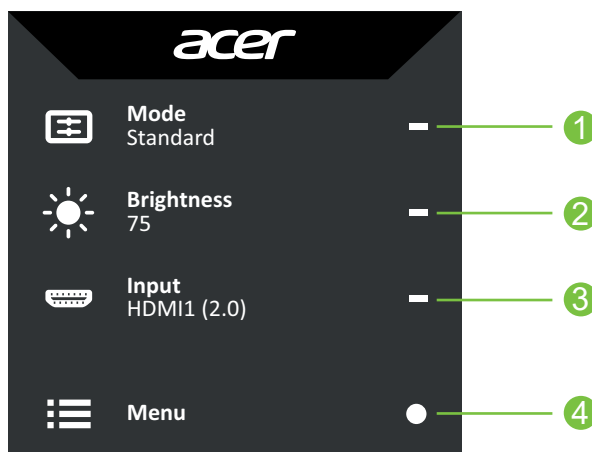 acer
Mode
Standard
1
Brightness
75
2
Input
HDMI1 (2.0)
3
Menu
4